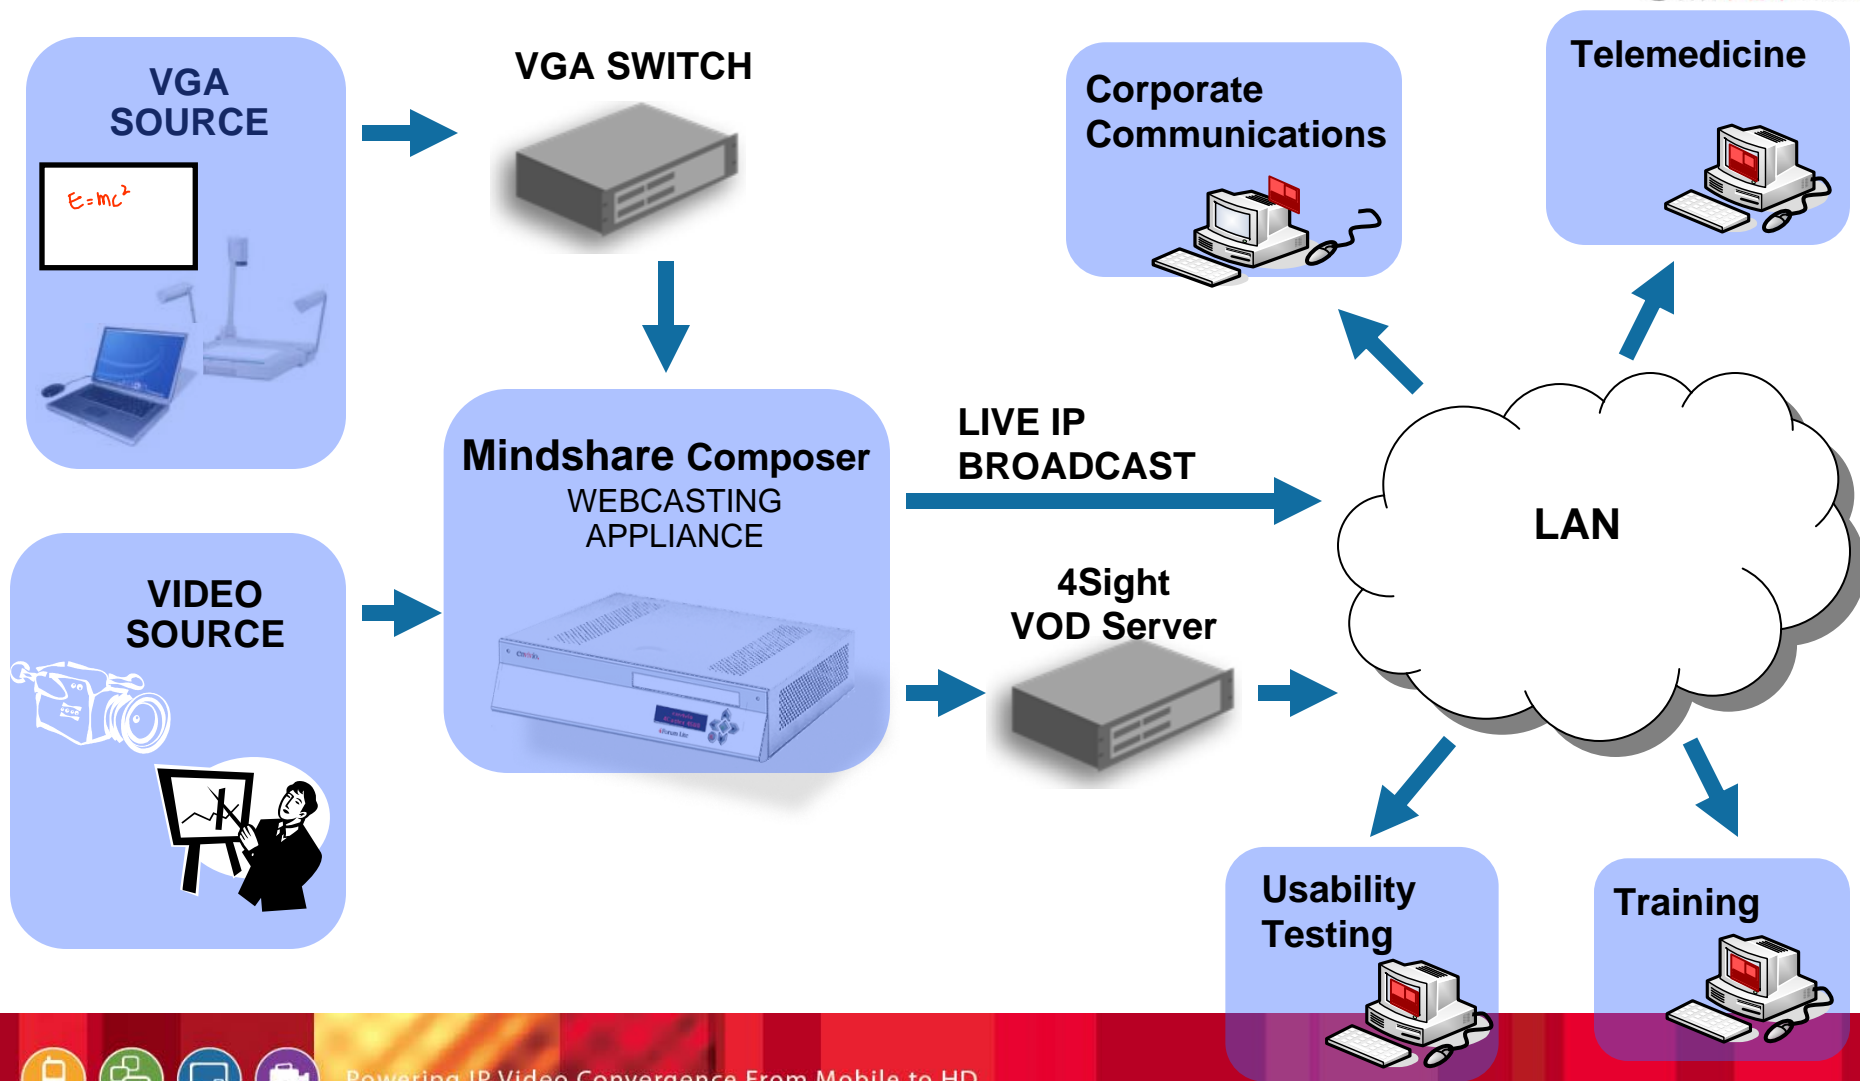 VGA
SOURCE
E=mc²
VGA SWITCH
Corporate
Communications
Telemedicine
Mindshare Composer
WEBCASTING
APPLIANCE
LIVE IP
BROADCAST
LAN
VIDEO
SOURCE
4Sight
VOD Server
Usability
Testing
Training
Powering IP Video Convergence From Mobile to HD